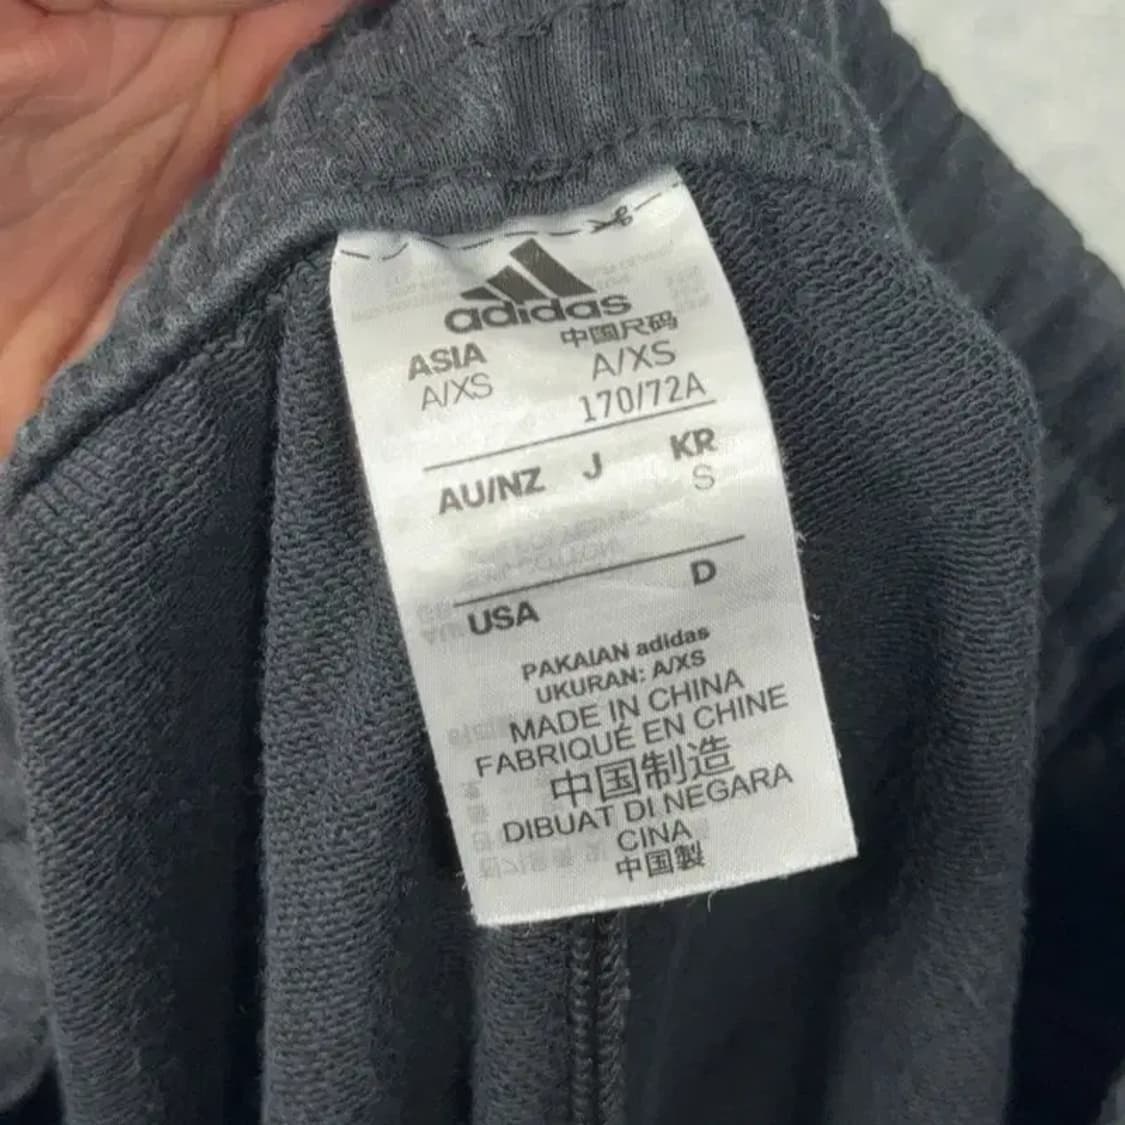 adidas
ASIA 中国尺码
A/XS A/XS
170/72A
AU/NZ J KR
S
D
USA
PAKAIAN adidas
UKURAN: A/XS
MADE IN CHINA
FABRIQUÉ EN CHINE
中国制造
DIBUAT DI NEGARA
CINA
中国製